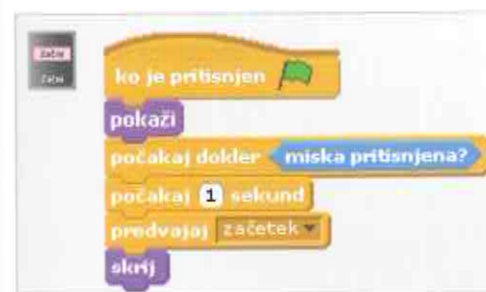 ko je pritisnjen
pokaži
počakaj dokler miska pritisnjena?
počakaj 1 sekund
predvajaj začetek
skrij